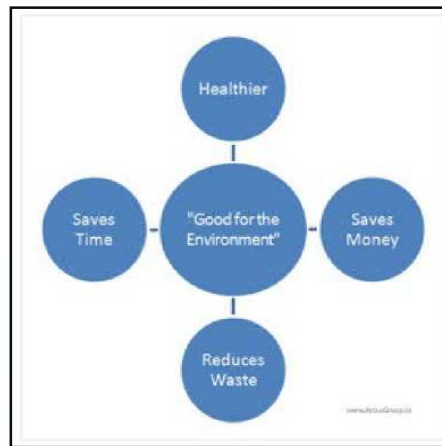 Healthier
Saves
Time
"Good for the
Environment"
Saves
Money
Reduces
Waste